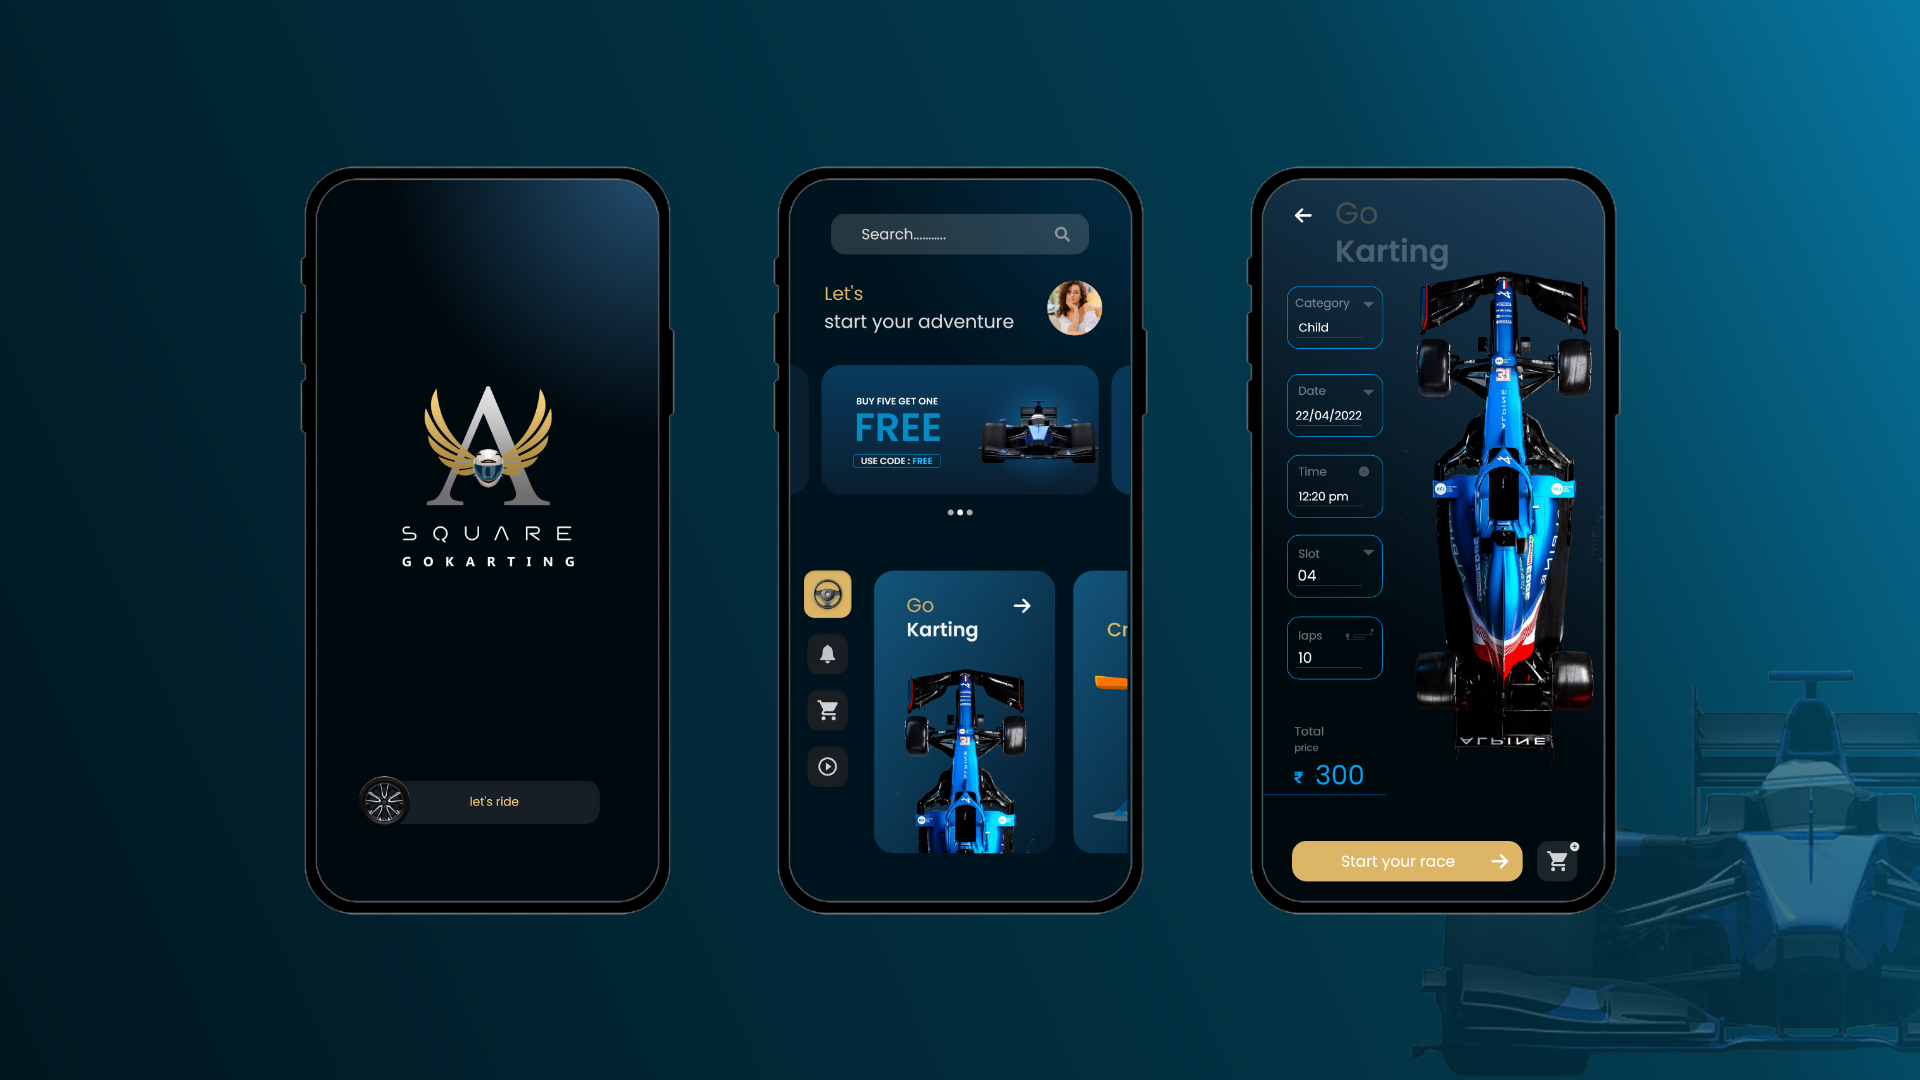 A
SQUARE
GOKARTING
let's ride
Search...........
Let's
start your adventure
BUY FIVE GET ONE
FREE
USE CODE : FREE
Go
Karting
Cr
Go
Karting
Category
Child
Date
22/04/2022
Time
12:20 pm
Slot
04
laps
10
Total
price
₹ 300
Start your race
ALPINE
ALPINE